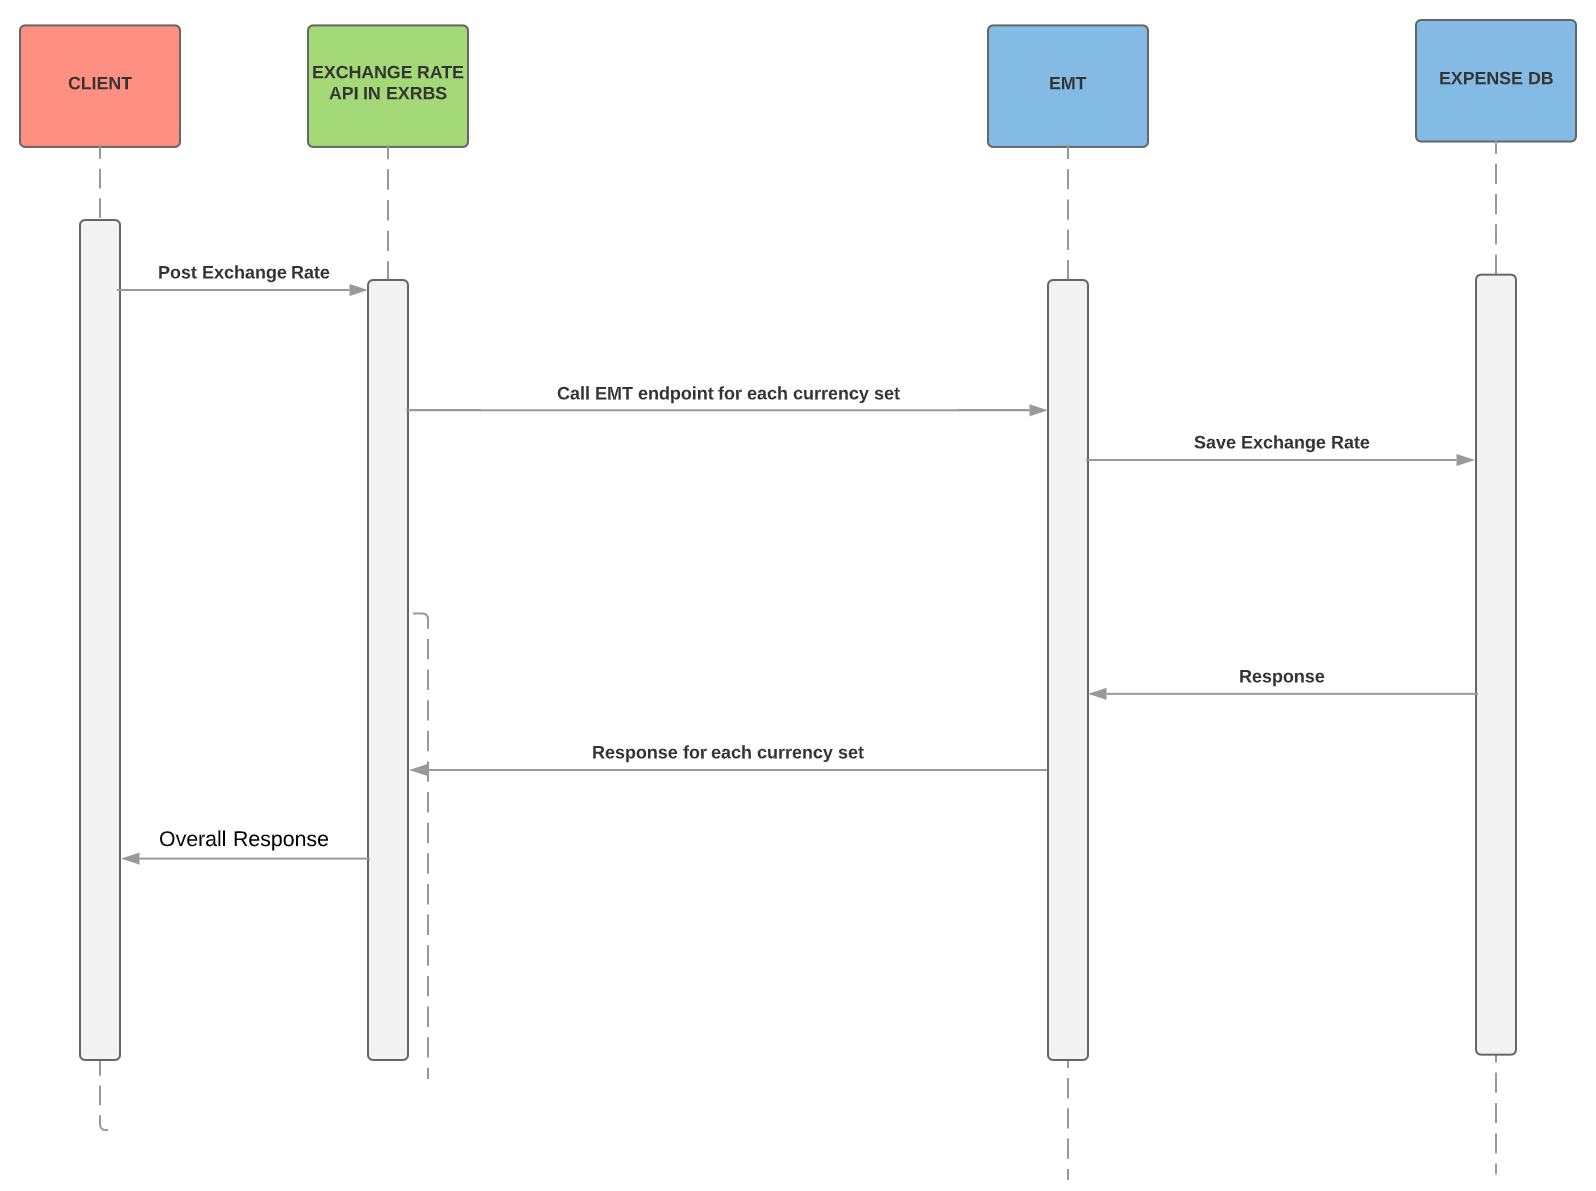 CLIENT
EXCHANGE RATE
API IN EXRBS
EMT
EXPENSE DB
Post Exchange Rate
Call EMT endpoint for each currency set
Save Exchange Rate
Response
Response for each currency set
Overall Response